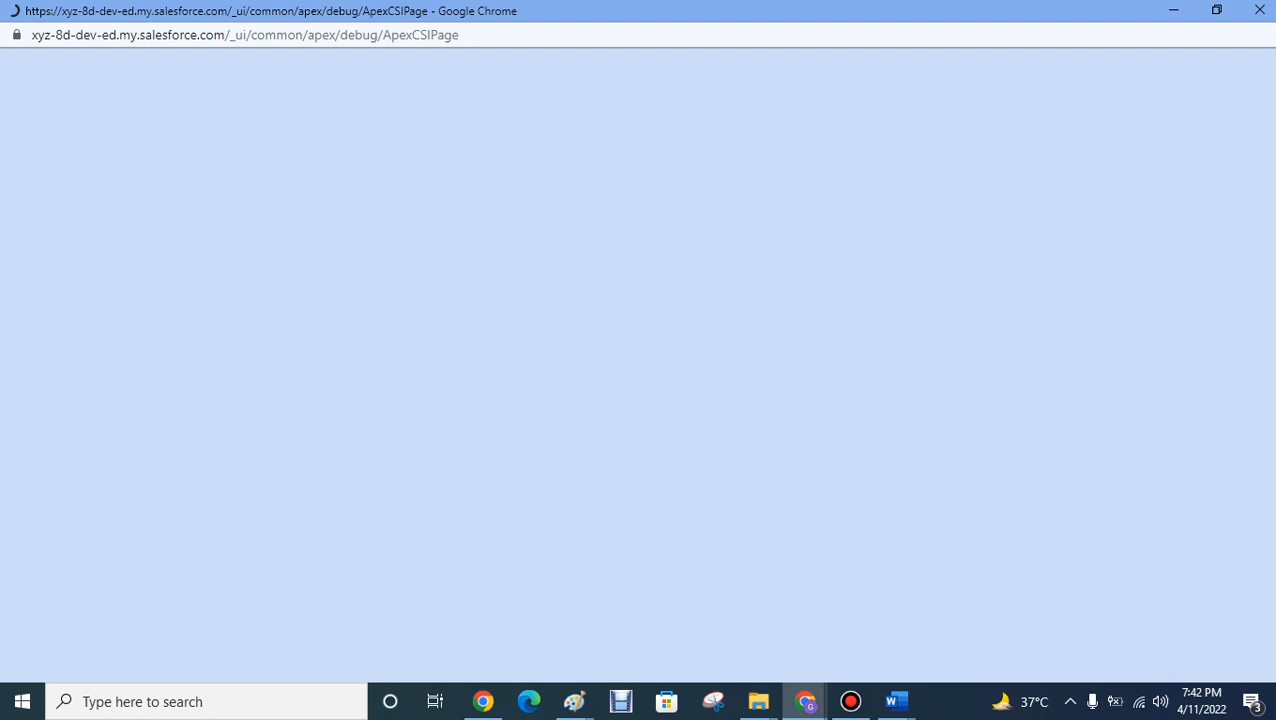 https://xyz-8d-dev-ed.my.salesforce.com/_ui/common/apex/debug/ApexCSIPage - Google Chrome
xyz-8d-dev-ed.my.salesforce.com/_ui/common/apex/debug/ApexCSIPage
Type here to search
G
W
37°C
7:42 PM
4/11/2022
3